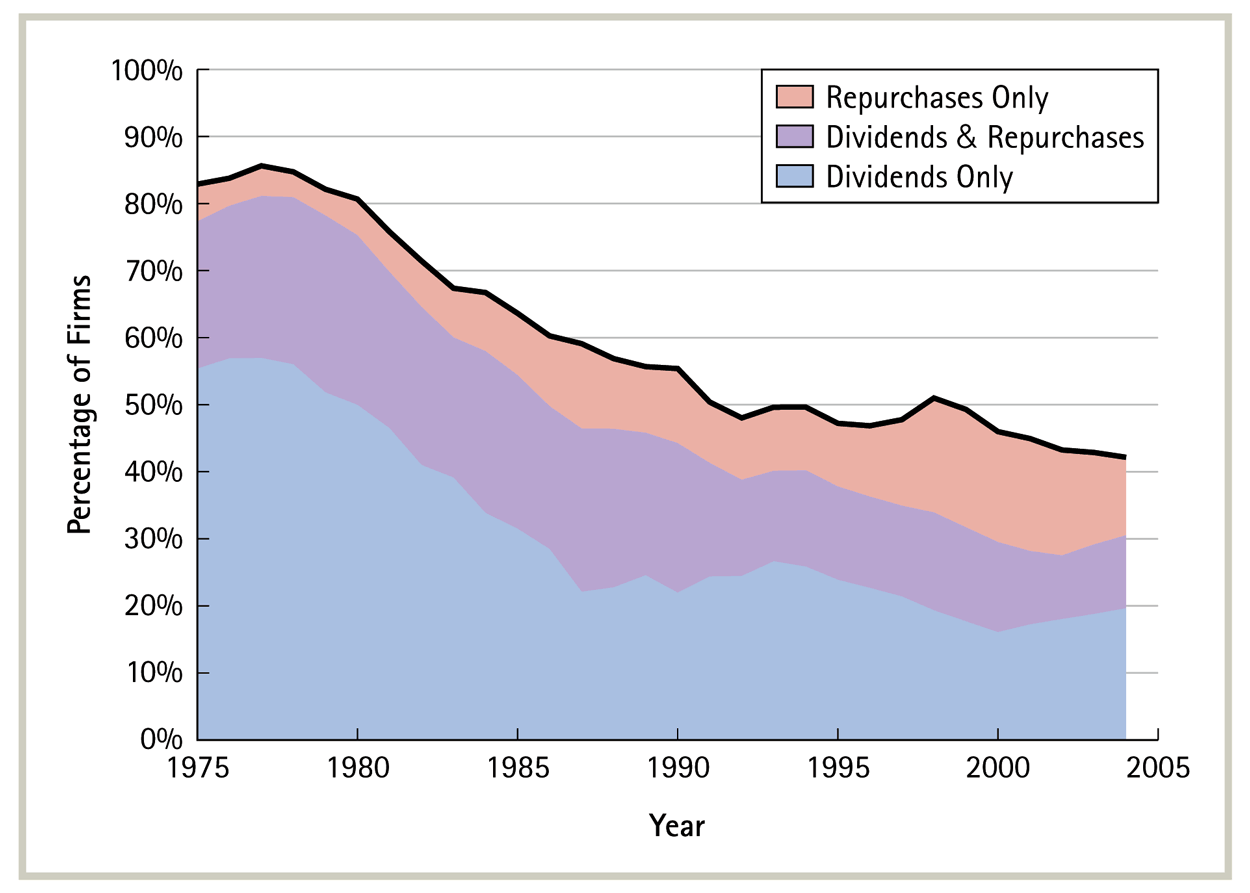 100%
90%
80%
70%
60%
50%
40%
30%
20%
10%
0%
Percentage of Firms
Repurchases Only
Dividends & Repurchases
Dividends Only
1975 1980 1985 1990 1995 2000 2005
Year